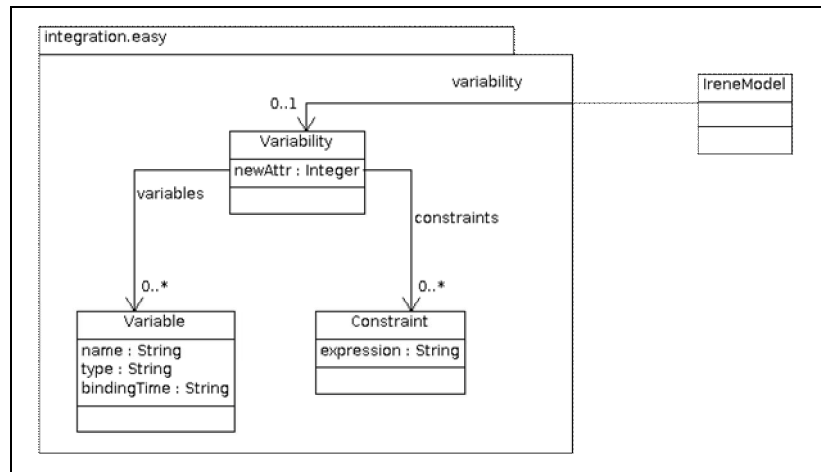 integration.easy
variability
IreneModel
0..1
Variability
newAttr : Integer
variables
constraints
0..*
0..*
Variable
Constraint
name : String
type : String
bindingTime : String
expression : String